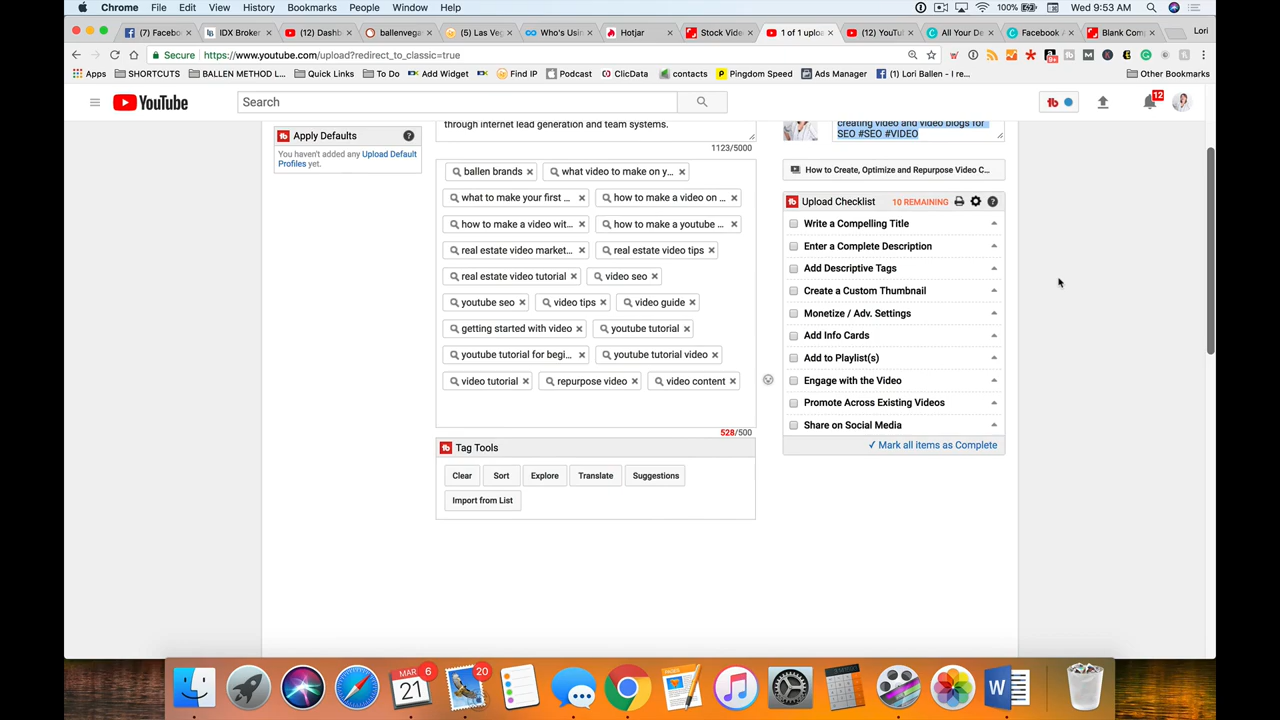 Chrome File Edit View History Bookmarks People Window Help 100% Wed 9:53 AM
(7) Facebo IDX Broker (12) Dash ballenvega (5) Las Ve Who's Usin Hotjar Stock Vide 1 of 1 uplo (12) YouT All Your De Facebook A Blank Com Lori
Secure https://www.youtube.com/upload?redirect_to_classic=true
Apps SHORTCUTS BALLEN METHOD L... Quick Links To Do Add Widget Find IP Podcast ClicData contacts Pingdom Speed Ads Manager (1) Lori Ballen - I re... Other Bookmarks
YouTube Search 12
Apply Defaults
You haven't added any Upload Default
Profiles yet.
through internet lead generation and team systems.
1123/5000
creating video and video blogs for
SEO #SEO #VIDEO
ballen brands what video to make on y...
what to make your first ... how to make a video on ...
how to make a video wit... how to make a youtube ...
real estate video market... real estate video tips
real estate video tutorial video seo
youtube seo video tips video guide
getting started with video youtube tutorial
youtube tutorial for begi... youtube tutorial video
video tutorial repurpose video video content
528/500
Tag Tools
Clear Sort Explore Translate Suggestions
Import from List
How to Create, Optimize and Repurpose Video C...
Upload Checklist 10 REMAINING
Write a Compelling Title
Enter a Complete Description
Add Descriptive Tags
Create a Custom Thumbnail
Monetize / Adv. Settings
Add Info Cards
Add to Playlist(s)
Engage with the Video
Promote Across Existing Videos
Share on Social Media
✓ Mark all items as Complete
MAR 21 6 20 PAGES W